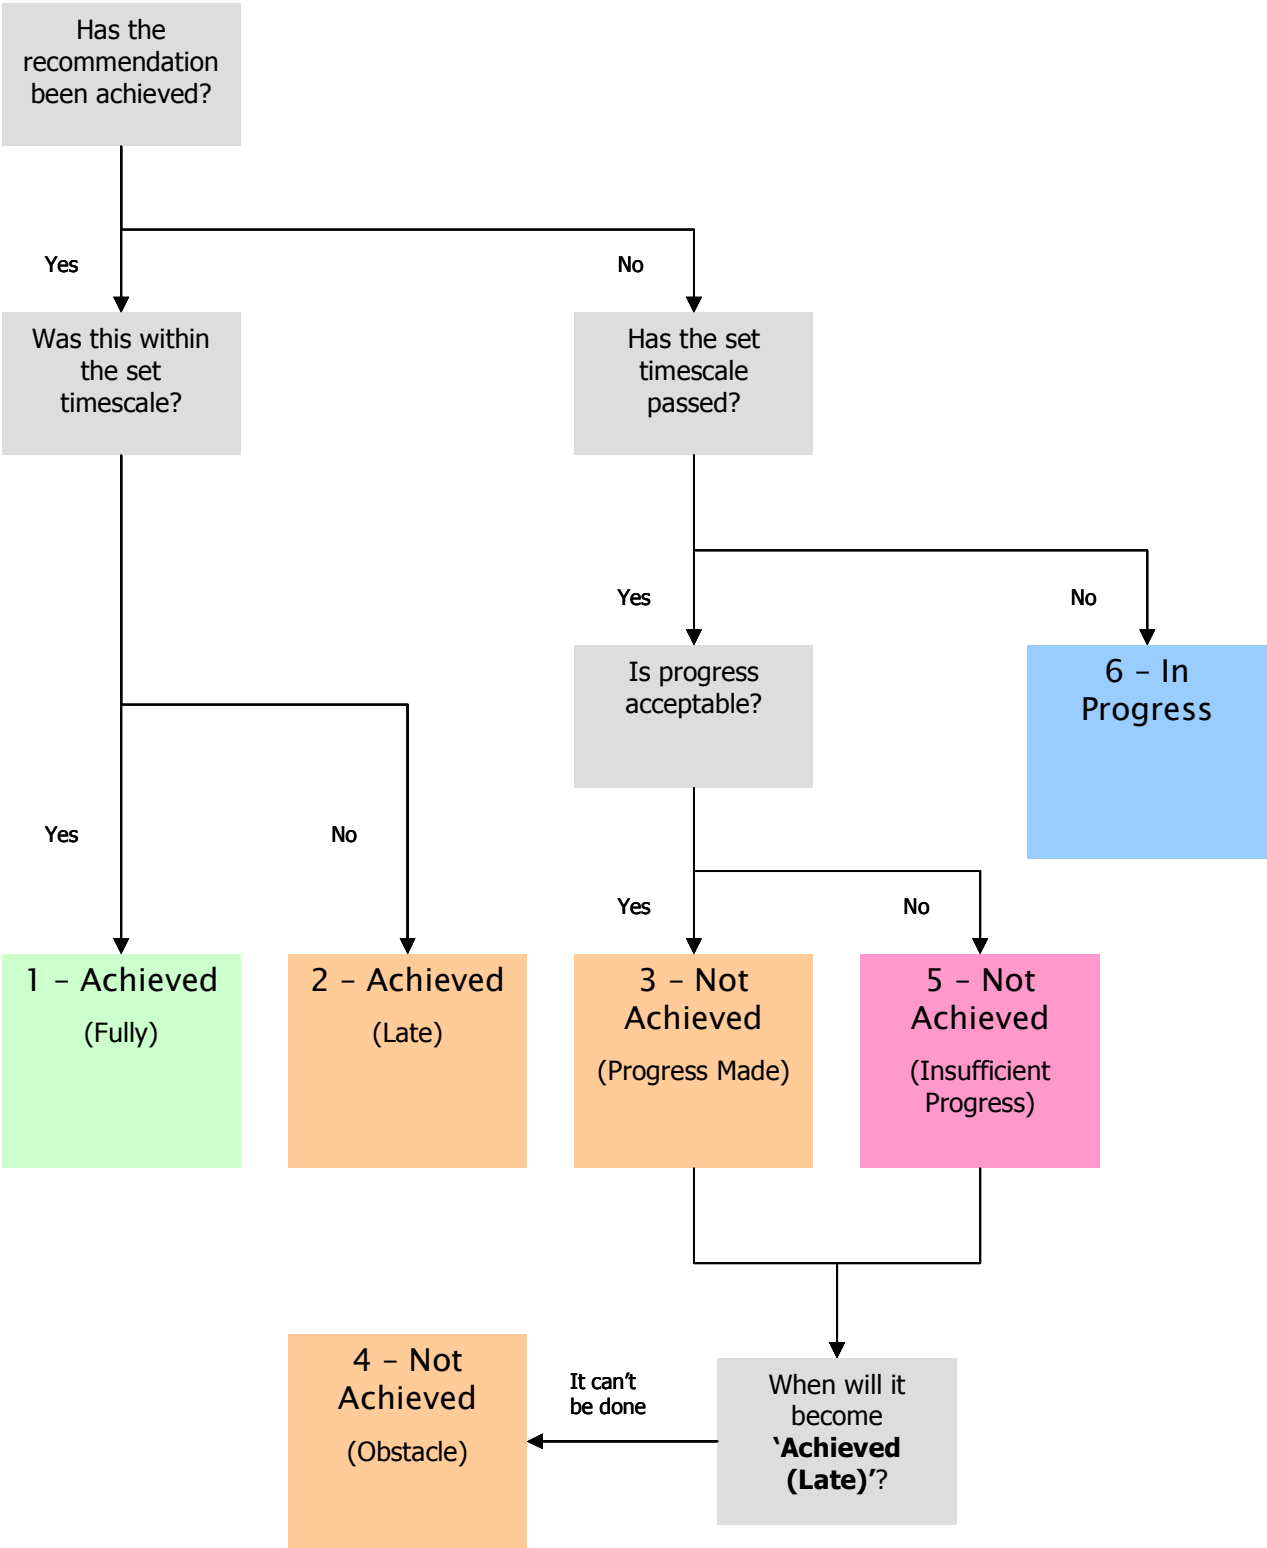 Has the
recommendation
been achieved?
Yes
No
Was this within
the set
timescale?
Has the set
timescale
passed?
Yes
No
Is progress
acceptable?
6 – In
Progress
Yes
No
Yes
No
1 – Achieved
(Fully)
2 – Achieved
(Late)
3 – Not
Achieved
(Progress Made)
5 – Not
Achieved
(Insufficient
Progress)
4 – Not
Achieved
(Obstacle)
It can't
be done
When will it
become
‘Achieved
(Late)’?